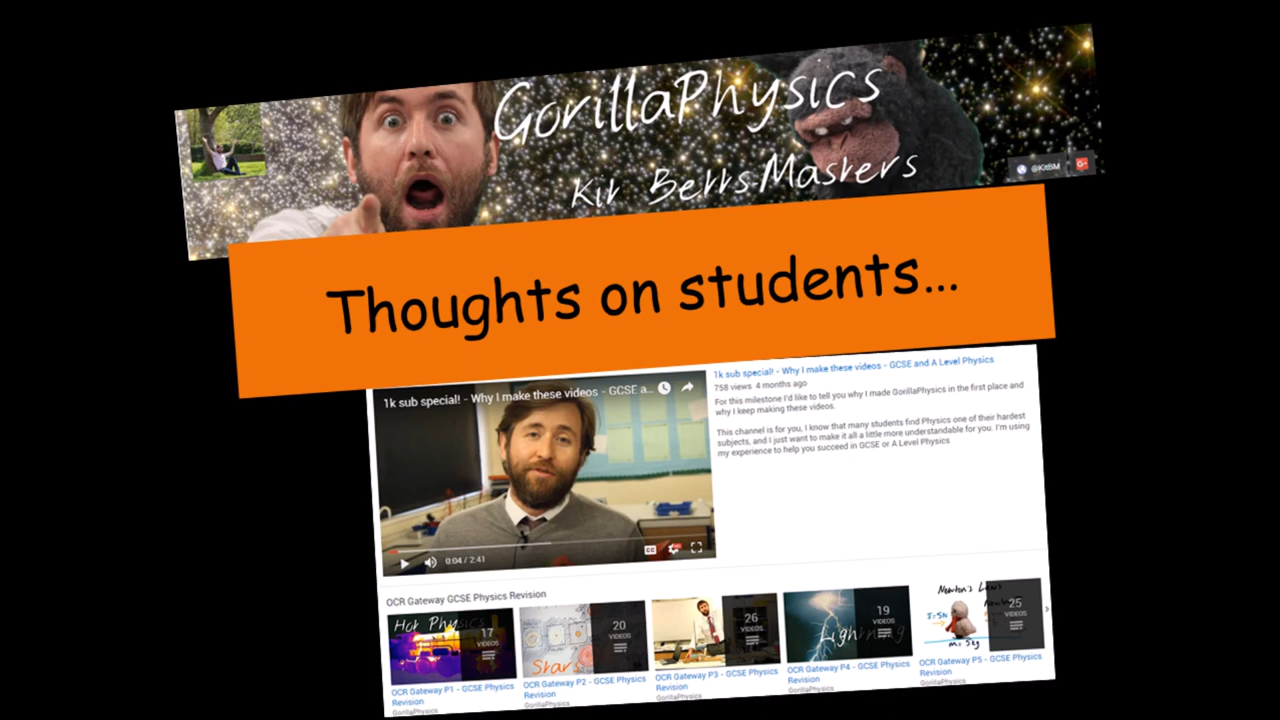 GorillaPhysics
Kit BettsMasters
@KitBM
G+
Thoughts on students...
1k sub special! - Why I make these videos - GCSE a...
0:04 / 2:41
CC
1k sub special! - Why I make these videos - GCSE and A Level Physics
758 views 4 months ago
For this milestone I'd like to tell you why I made GorillaPhysics in the first place and
why I keep making these videos.
This channel is for you, I know that many students find Physics one of their hardest
subjects, and I just want to make it all a little more understandable for you. I'm using
my experience to help you succeed in GCSE or A Level Physics
OCR Gateway GCSE Physics Revision
Hot Physics
17
VIDEOS
OCR Gateway P1 - GCSE Physics
Revision
GorillaPhysics
Stars
20
VIDEOS
OCR Gateway P2 - GCSE Physics
Revision
GorillaPhysics
26
VIDEOS
OCR Gateway P3 - GCSE Physics
Revision
GorillaPhysics
Lightning
19
VIDEOS
OCR Gateway P4 - GCSE Physics
Revision
GorillaPhysics
Newton's Laws
25
VIDEOS
OCR Gateway P5 - GCSE Physics
Revision
GorillaPhysics